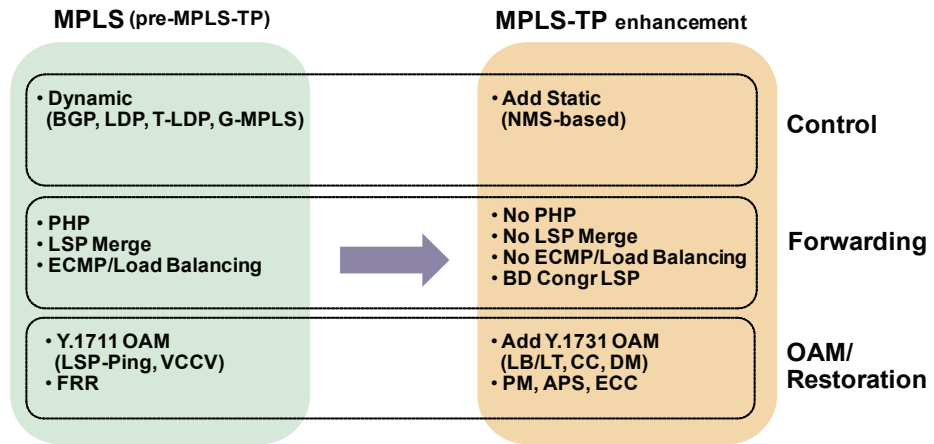 MPLS (pre-MPLS-TP)
MPLS-TP enhancement
• Dynamic
(BGP, LDP, T-LDP, G-MPLS)
• Add Static
(NMS-based)
Control
• PHP
• LSP Merge
• ECMP/Load Balancing
• No PHP
• No LSP Merge
• No ECMP/Load Balancing
• BD Congr LSP
Forwarding
• Y.1711 OAM
(LSP-Ping, VCCV)
• FRR
• Add Y.1731 OAM
(LB/LT, CC, DM)
• PM, APS, ECC
OAM/
Restoration